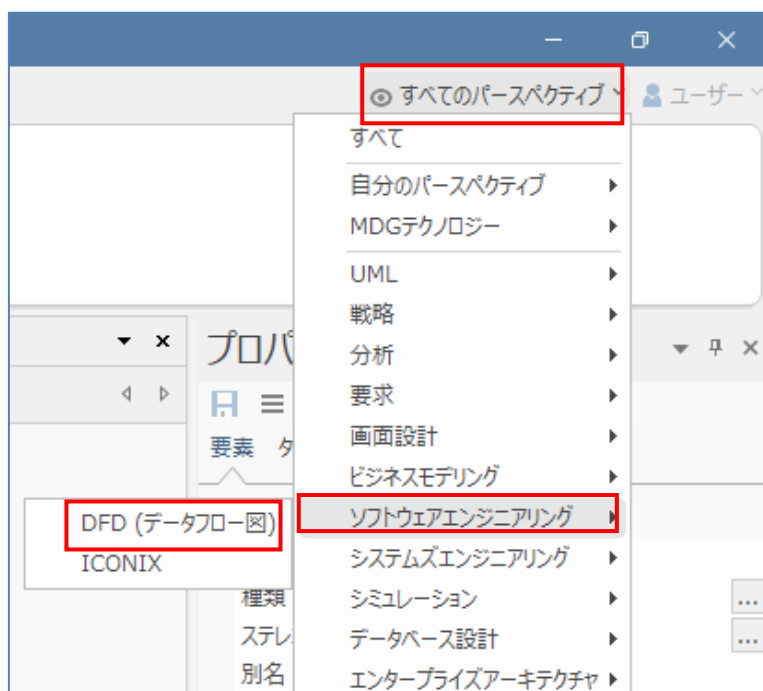 すべてのパースペクティブ
ユーザー
すべて
自分のパースペクティブ
MDGテクノロジー
UML
戦略
分析
要求
画面設計
ビジネスモデリング
ソフトウェアエンジニアリング
システムズエンジニアリング
シミュレーション
データベース設計
エンタープライズアーキテクチャ
DFD (データフロー図)
ICONIX
プロパ
要素 タ
種類
ステレ
別名